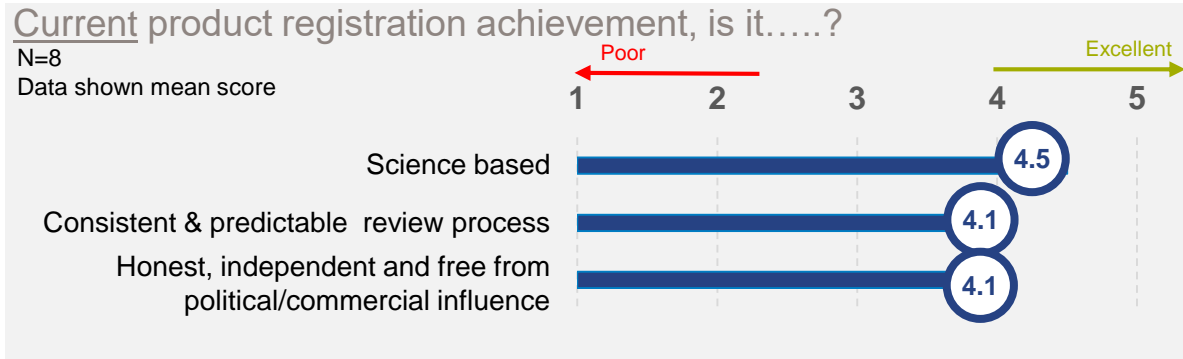 Current product registration achievement, is it…..?
N=8
Data shown mean score
Poor
Excellent
1 2 3 4 5
Science based 4.5
Consistent & predictable  review process 4.1
Honest, independent and free from
political/commercial influence 4.1